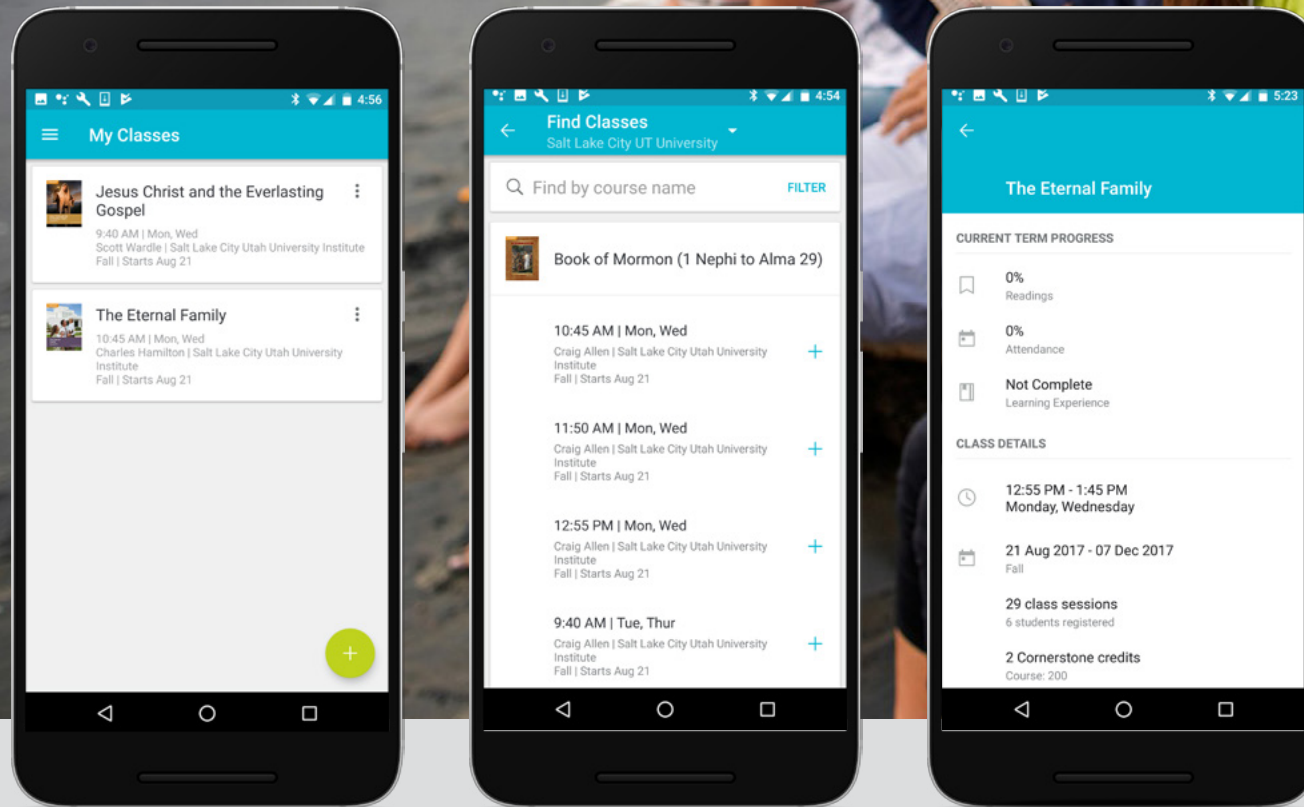 4:56
My Classes
Jesus Christ and the Everlasting
Gospel
9:40 AM | Mon, Wed
Scott Wardle | Salt Lake City Utah University Institute
Fall | Starts Aug 21
The Eternal Family
10:45 AM | Mon, Wed
Charles Hamilton | Salt Lake City Utah University
Institute
Fall | Starts Aug 21
4:54
Find Classes
Salt Lake City UT University
Find by course name
FILTER
Book of Mormon (1 Nephi to Alma 29)
10:45 AM | Mon, Wed
Craig Allen | Salt Lake City Utah University
Institute
Fall | Starts Aug 21
11:50 AM | Mon, Wed
Craig Allen | Salt Lake City Utah University
Institute
Fall | Starts Aug 21
12:55 PM | Mon, Wed
Craig Allen | Salt Lake City Utah University
Institute
Fall | Starts Aug 21
9:40 AM | Tue, Thur
Craig Allen | Salt Lake City Utah University
Institute
Fall | Starts Aug 21
5:23
The Eternal Family
CURRENT TERM PROGRESS
0%
Readings
0%
Attendance
Not Complete
Learning Experience
CLASS DETAILS
12:55 PM - 1:45 PM
Monday, Wednesday
21 Aug 2017 - 07 Dec 2017
Fall
29 class sessions
6 students registered
2 Cornerstone credits
Course: 200